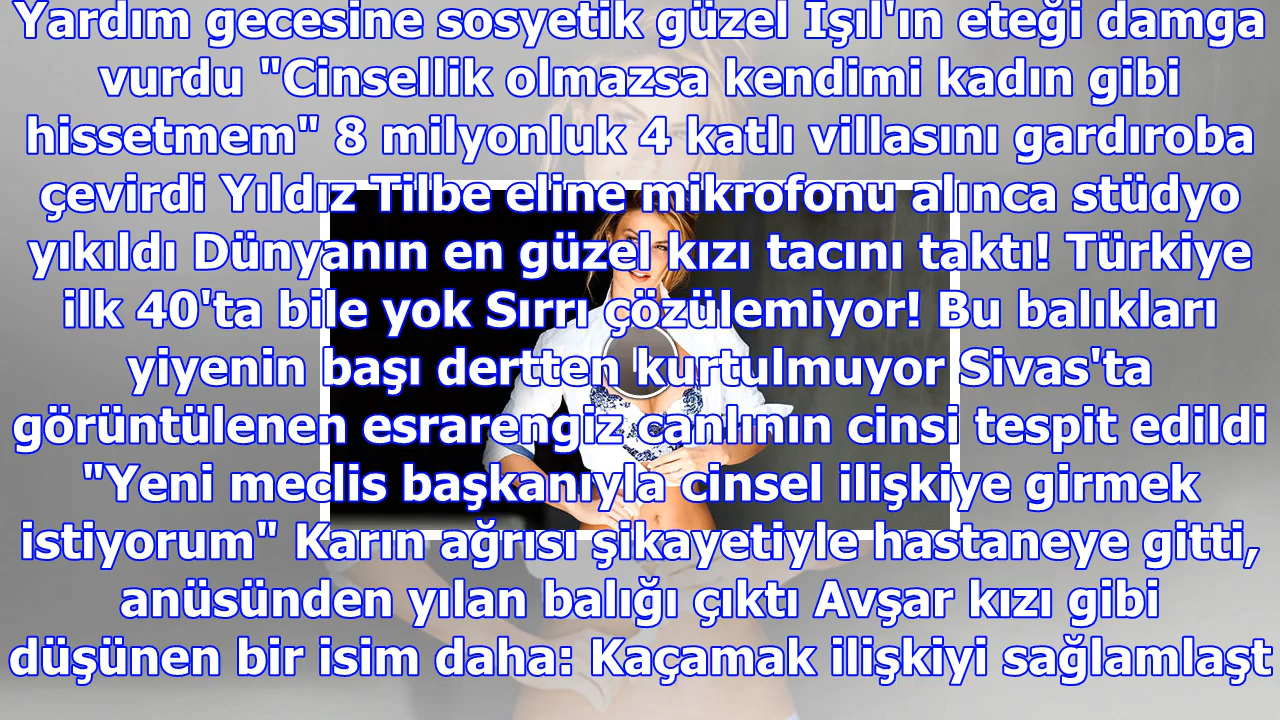 Yardım gecesine sosyetik güzel Işıl'ın eteği damga
vurdu "Cinsellik olmazsa kendimi kadın gibi
hissetmem" 8 milyonluk 4 katlı villasını gardıroba
çevirdi Yıldız Tilbe eline mikrofonu alınca stüdyo
yıkıldı Dünyanın en güzel kızı tacını taktı! Türkiye
ilk 40'ta bile yok Sırrı çözülemiyor! Bu balıkları
yiyenin başı dertten kurtulmuyor Sivas'ta
görüntülenen esrarengiz canlının cinsi tespit edildi
"Yeni meclis başkanıyla cinsel ilişkiye girmek
istiyorum" Karın ağrısı şikayetiyle hastaneye gitti,
anüsünden yılan balığı çıktı Avşar kızı gibi
düşünen bir isim daha: Kaçamak ilişkiyi sağlamlaşt